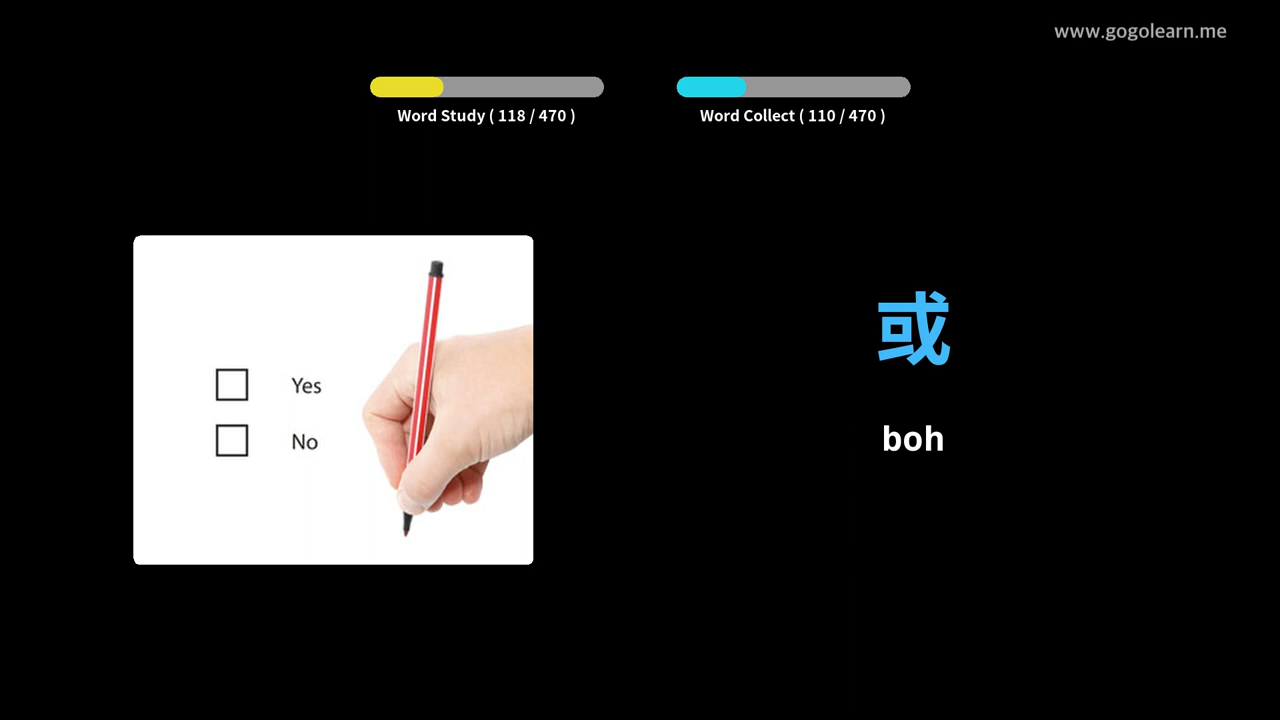 www.gogolearn.me
Word Study ( 118 / 470 )
Word Collect ( 110 / 470 )
Yes
No
或
boh